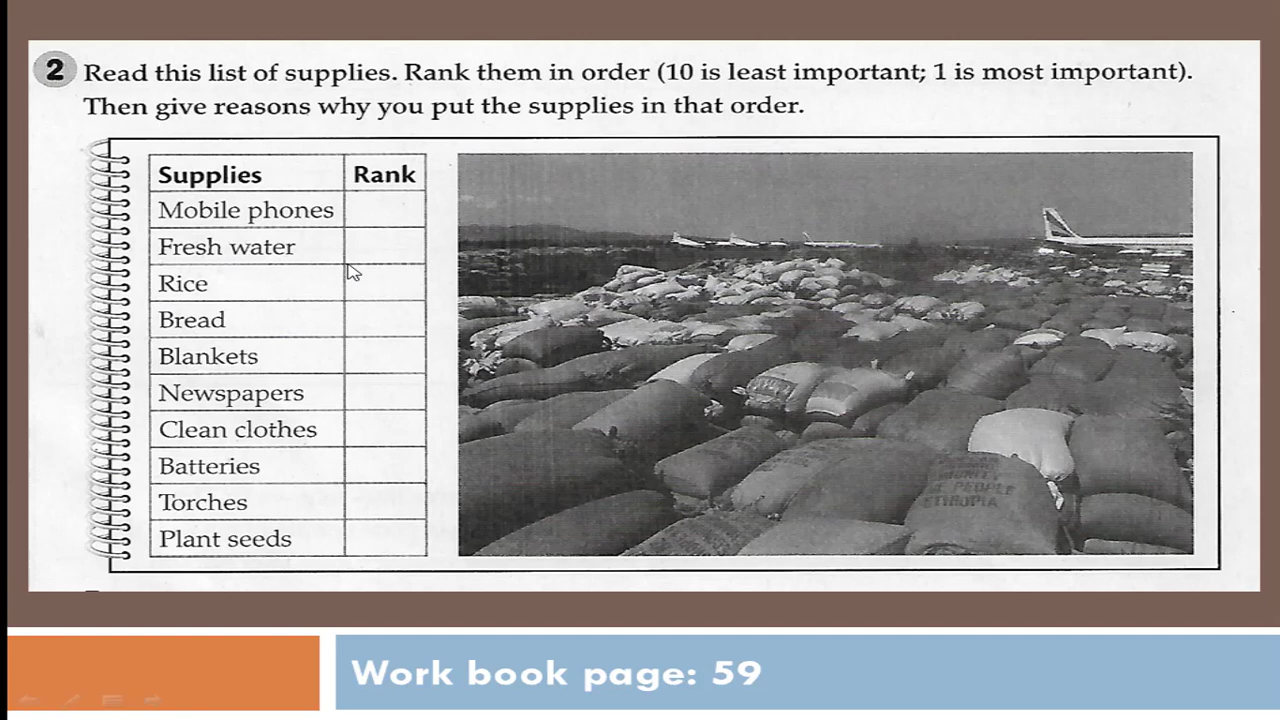 2 Read this list of supplies. Rank them in order (10 is least important; 1 is most important).
Then give reasons why you put the supplies in that order.
Supplies Rank
Mobile phones
Fresh water
Rice
Bread
Blankets
Newspapers
Clean clothes
Batteries
Torches
Plant seeds
PEOPLE
ETHIOPIA
Work book page: 59